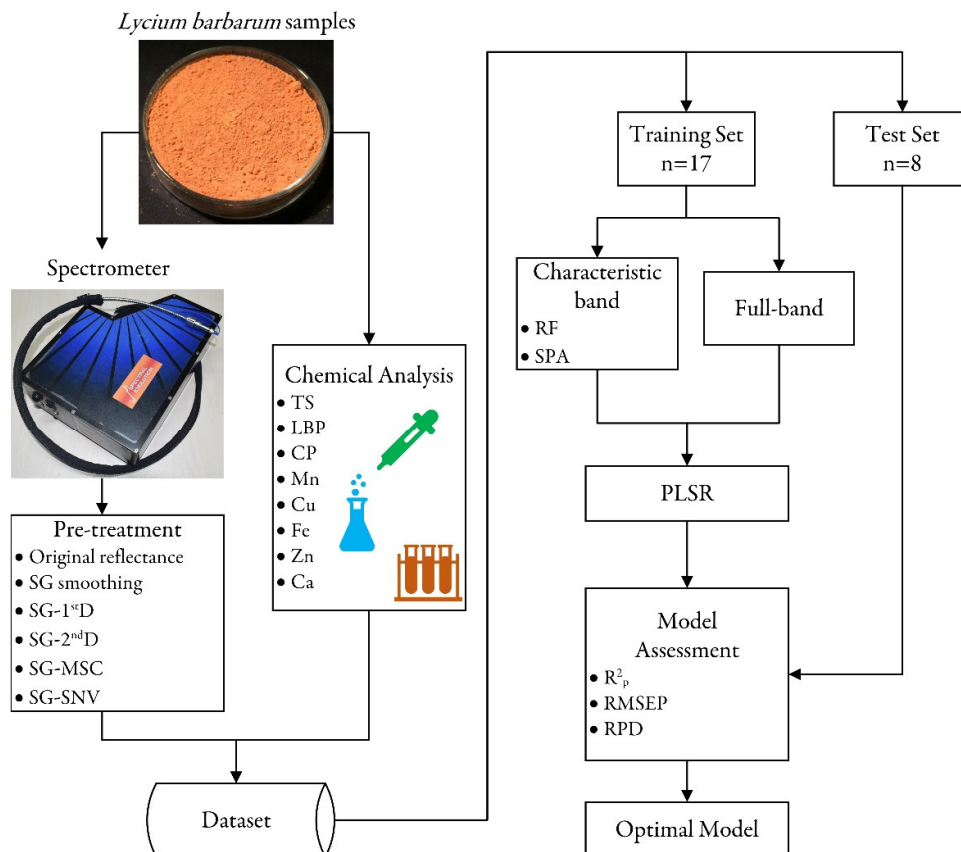 Lycium barbarum samples
Spectrometer
SPECTRAL
EVOLUTION
Pre-treatment
• Original reflectance
• SG smoothing
• SG-1stD
• SG-2ndD
• SG-MSC
• SG-SNV
Chemical Analysis
• TS
• LBP
• CP
• Mn
• Cu
• Fe
• Zn
• Ca
Dataset
Training Set
n=17
Test Set
n=8
Characteristic
band
• RF
• SPA
Full-band
PLSR
Model
Assessment
• R²ₚ
• RMSEP
• RPD
Optimal Model